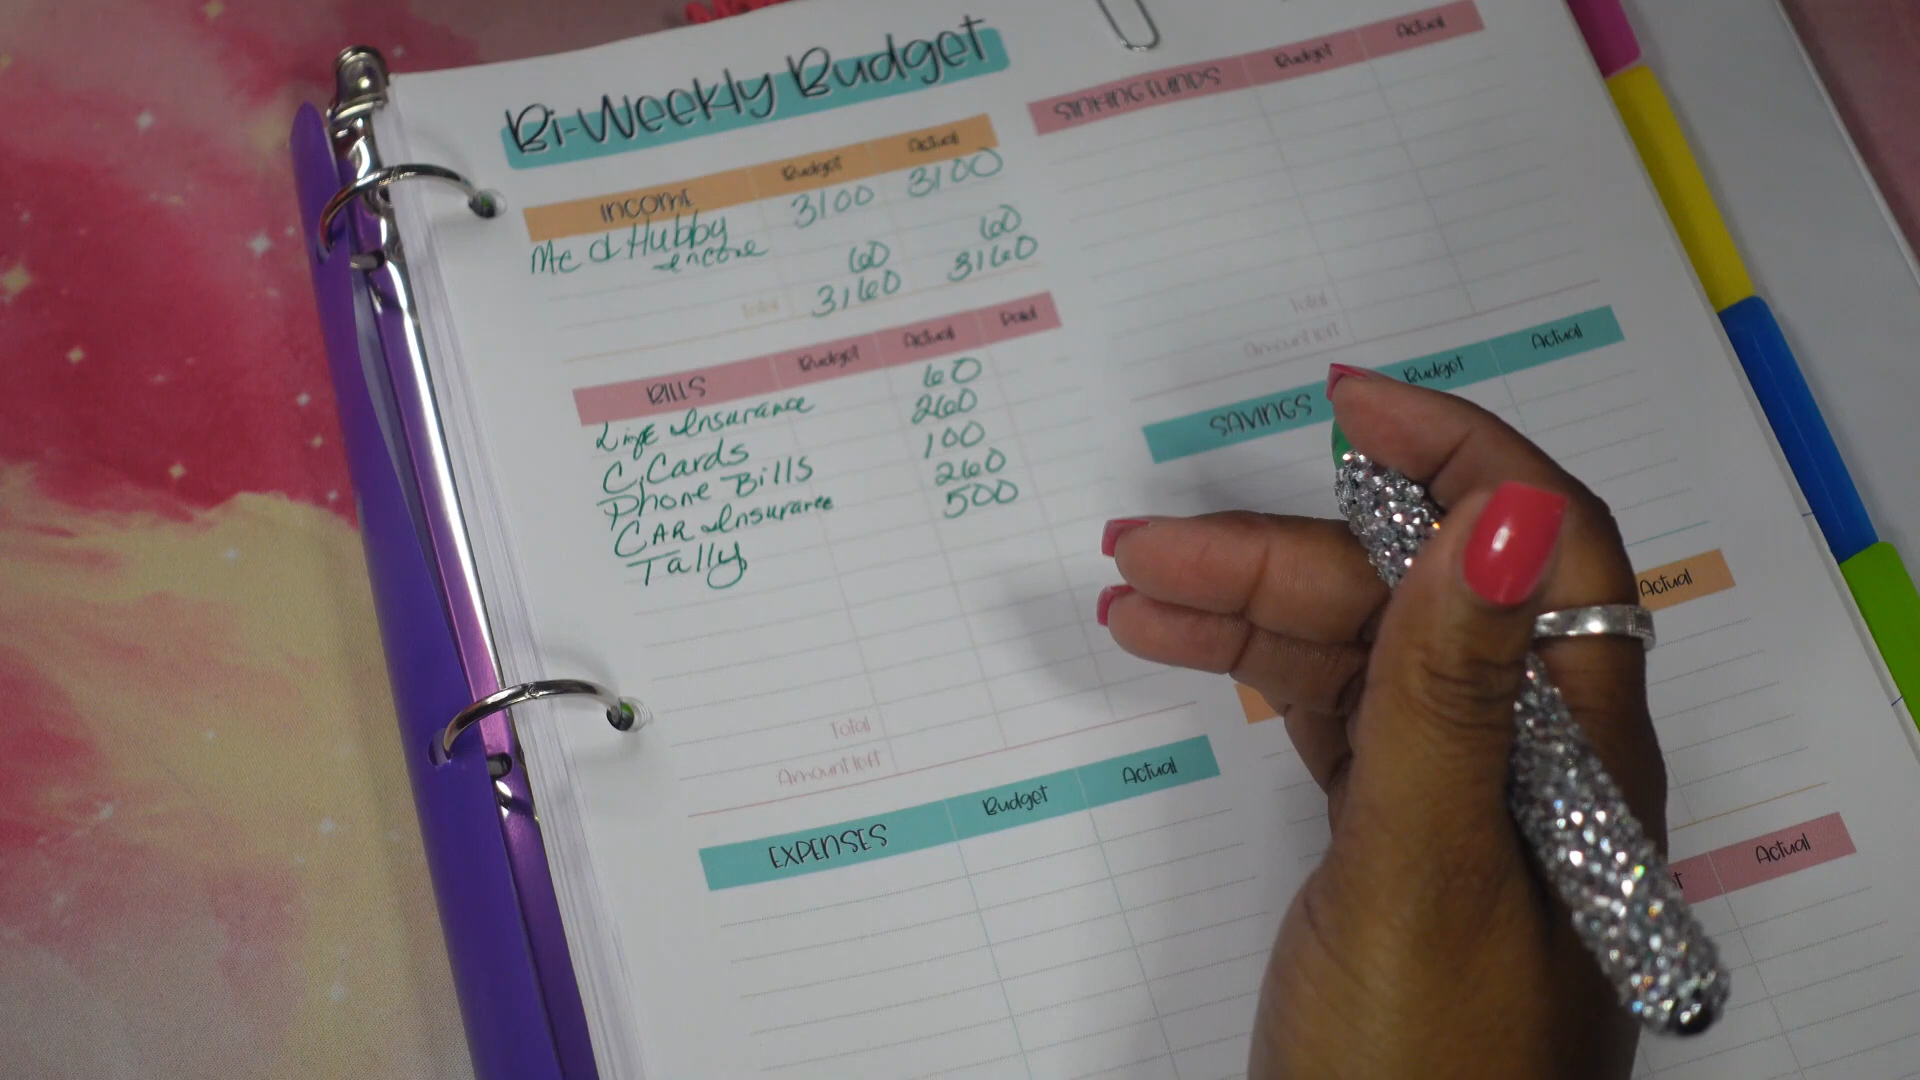 Bi-Weekly Budget
INCOME Budget Actual
Me & Hubby 3100 3100
income
60 60
Total 3160 3160
BILLS Budget Actual Paid
Life Insurance 60
C.Cards 260
Phone Bills 100
CAR Insurance 260
Tally 500
Total
Amount left
EXPENSES Budget Actual
SINKING FUNDS Budget Actual
Total
Amount left
SAVINGS Budget Actual
Actual
Actual